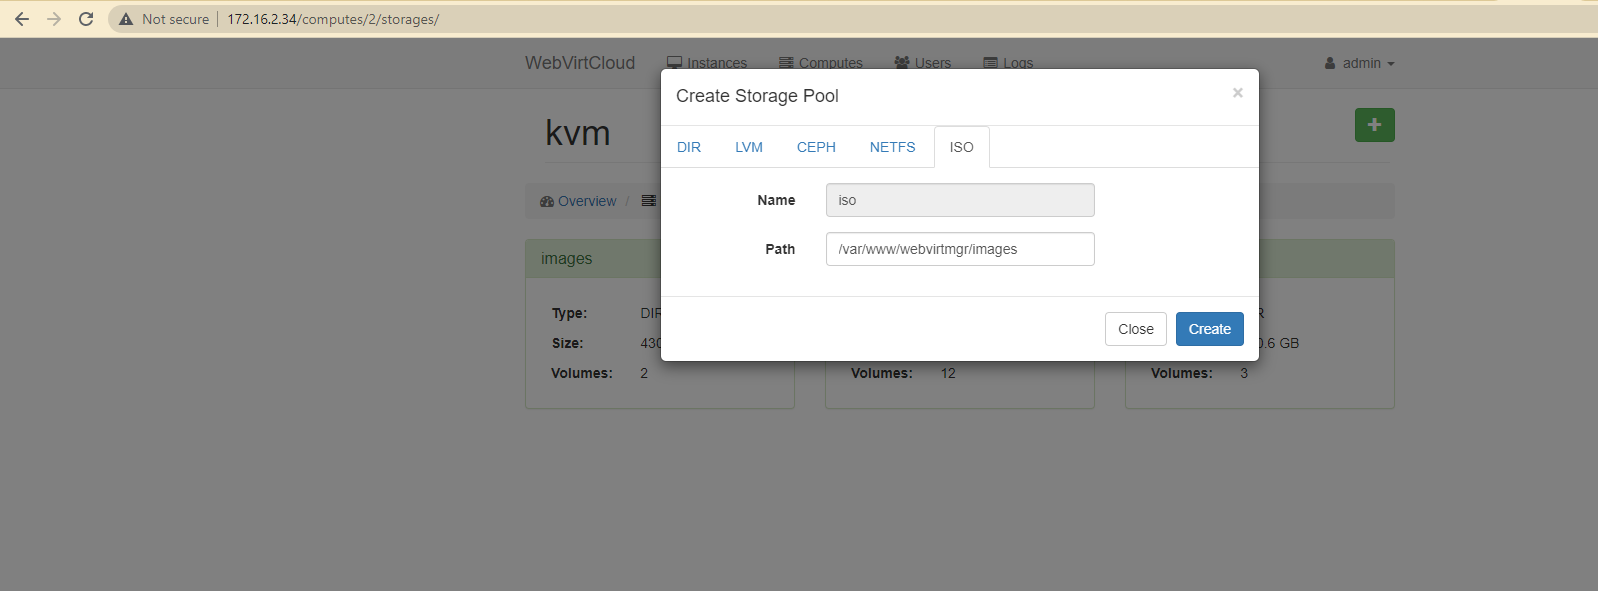 Not secure | 172.16.2.34/computes/2/storages/
WebVirtCloud Instances Computes Users Logs admin
Create Storage Pool ×
kvm
DIR LVM CEPH NETFS ISO
Name iso
Overview /
Path /var/www/webvirtmgr/images
images
Type: DIR
Close Create
Size:
0.6 GB
Volumes: 2 Volumes: 12 Volumes: 3